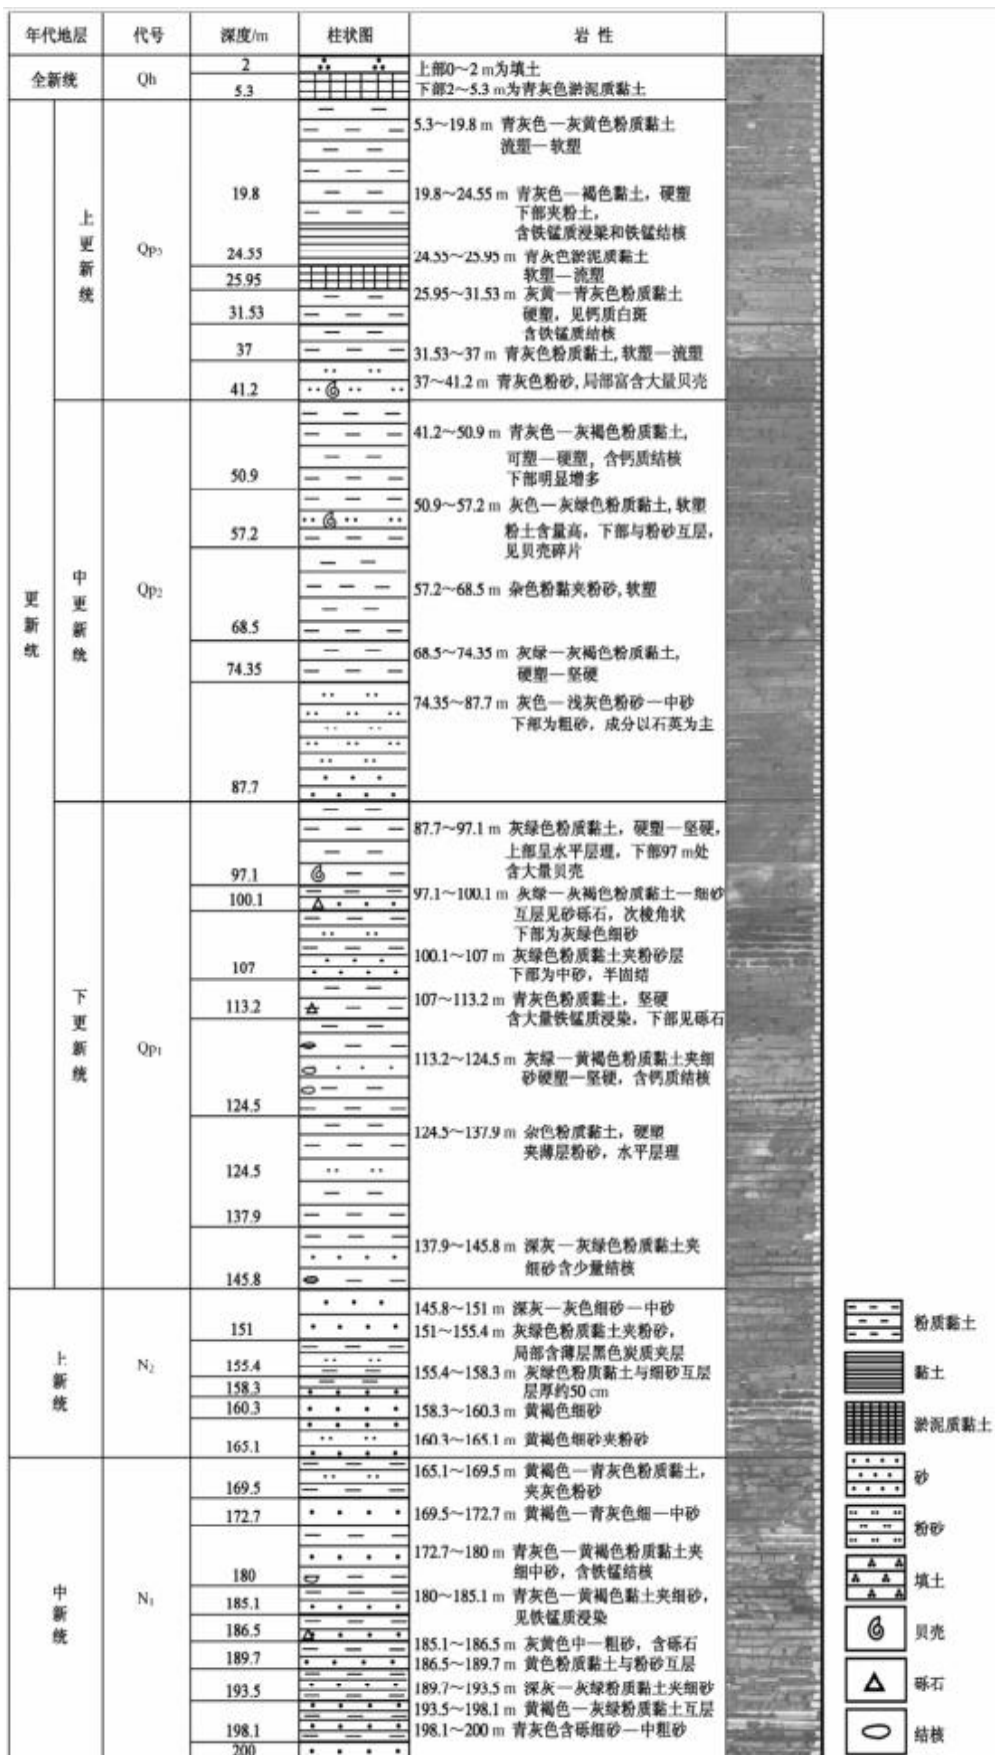 年代地层 代号 深度/m 柱状图 岩 性
全新统 Qh
2
5.3
上部0～2 m为填土
下部2～5.3 m为青灰色淤泥质黏土
更新统
上更新统
Qp3
19.8
24.55
25.95
31.53
37
41.2
5.3～19.8 m 青灰色—灰黄色粉质黏土
流塑—软塑
19.8～24.55 m 青灰色—褐色黏土，硬塑
下部夹粉土，
含铁锰质浸染和铁锰结核
24.55～25.95 m 青灰色淤泥质黏土
软塑—流塑
25.95～31.53 m 灰黄—青灰色粉质黏土
硬塑，见钙质白斑
含铁锰质结核
31.53～37 m 青灰色粉质黏土,软塑—流塑
37～41.2 m 青灰色粉砂,局部富含大量贝壳
中更新统
Qp2
50.9
57.2
68.5
74.35
87.7
41.2～50.9 m 青灰色—灰褐色粉质黏土,
可塑—硬塑，含钙质结核
下部明显增多
50.9～57.2 m 灰色—灰绿色粉质黏土,软塑
粉土含量高，下部与粉砂互层，
见贝壳碎片
57.2～68.5 m 杂色粉黏夹粉砂,软塑
68.5～74.35 m 灰绿—灰褐色粉质黏土,
硬塑—坚硬
74.35～87.7 m 灰色—浅灰色粉砂—中砂
下部为粗砂，成分以石英为主
下更新统
Qp1
97.1
100.1
107
113.2
124.5
124.5
137.9
145.8
87.7～97.1 m 灰绿色粉质黏土，硬塑—坚硬，
上部呈水平层理，下部97 m处
含大量贝壳
97.1～100.1 m 灰绿—灰褐色粉质黏土—细砂
互层见砂砾石，次棱角状
下部为灰绿色细砂
100.1～107 m 灰绿色粉质黏土夹粉砂层
下部为中砂，半固结
107～113.2 m 青灰色粉质黏土，坚硬
含大量铁锰质浸染，下部见砾石
113.2～124.5 m 灰绿—黄褐色粉质黏土夹细
砂硬塑—坚硬，含钙质结核
124.5～137.9 m 杂色粉质黏土，硬塑
夹薄层粉砂，水平层理
137.9～145.8 m 深灰—灰绿色粉质黏土夹
细砂含少量结核
上新统
N2
151
155.4
158.3
160.3
165.1
145.8～151 m 深灰—灰色细砂—中砂
151～155.4 m 灰绿色粉质黏土夹粉砂，
局部含薄层黑色炭质夹层
155.4～158.3 m 灰绿色粉质黏土与细砂互层
层厚约50 cm
158.3～160.3 m 黄褐色细砂
160.3～165.1 m 黄褐色细砂夹粉砂
中新统
N1
169.5
172.7
180
185.1
186.5
189.7
193.5
198.1
200
165.1～169.5 m 黄褐色—青灰色粉质黏土，
夹灰色粉砂
169.5～172.7 m 黄褐色—青灰色细—中砂
172.7～180 m 青灰色—黄褐色粉质黏土夹
细中砂，含铁锰结核
180～185.1 m 青灰色—黄褐色黏土夹细砂，
见铁锰质浸染
185.1～186.5 m 灰黄色中—粗砂，含砾石
186.5～189.7 m 黄色粉质黏土与粉砂互层
189.7～193.5 m 深灰—灰绿粉质黏土夹细砂
193.5～198.1 m 黄褐色—灰绿粉质黏土互层
198.1～200 m 青灰色含砾细砂—中粗砂
粉质黏土
黏土
淤泥质黏土
砂
粉砂
填土
贝壳
砾石
结核